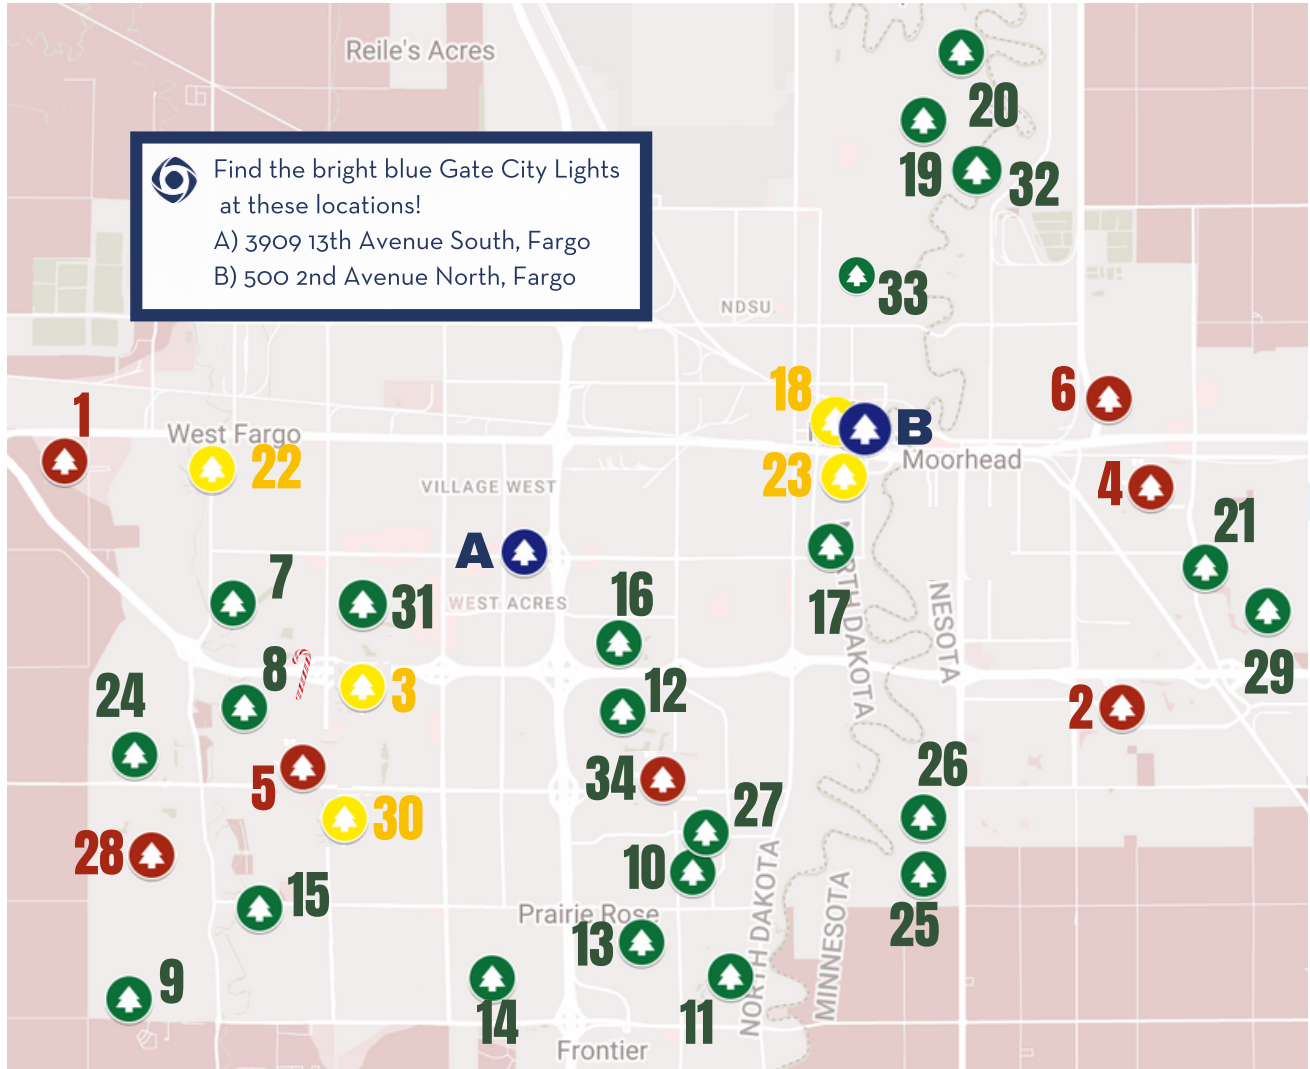 Reile's Acres
20
19
32
Find the bright blue Gate City Lights
at these locations!
A) 3909 13th Avenue South, Fargo
B) 500 2nd Avenue North, Fargo
33
NDSU
18
6
1
West Fargo
B
22
23
Moorhead
VILLAGE WEST
4
21
A
7
31
WEST ACRES
16
17
NORTH DAKOTA
MINNESOTA
8
3
12
29
24
2
5
34
26
30
27
28
10
15
Prairie Rose
25
13
NORTH DAKOTA
MINNESOTA
9
14
11
Frontier